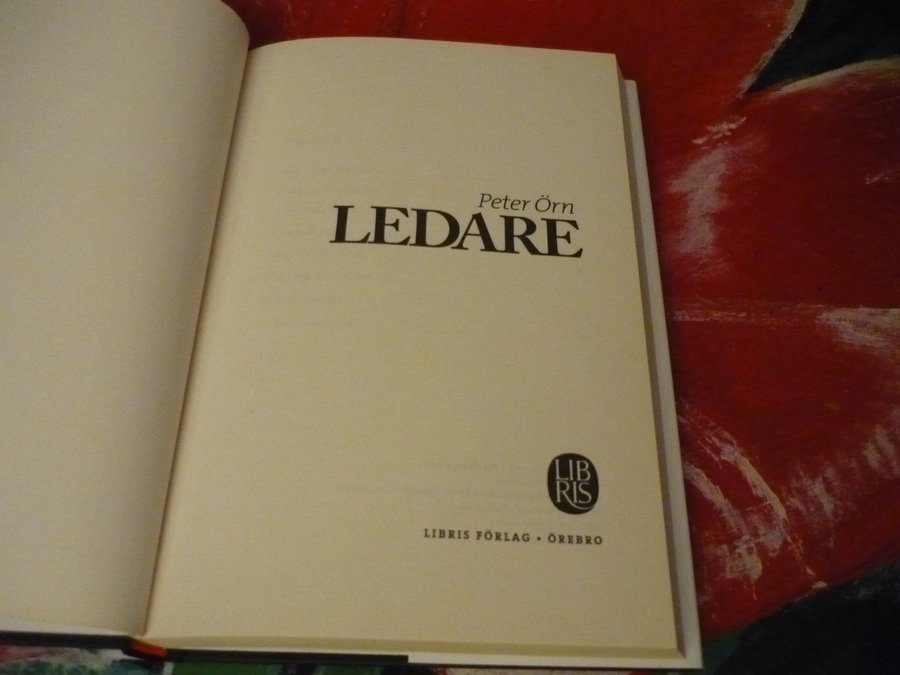 Peter Örn
LEDARE
LIB
RIS
LIBRIS FÖRLAG • ÖREBRO